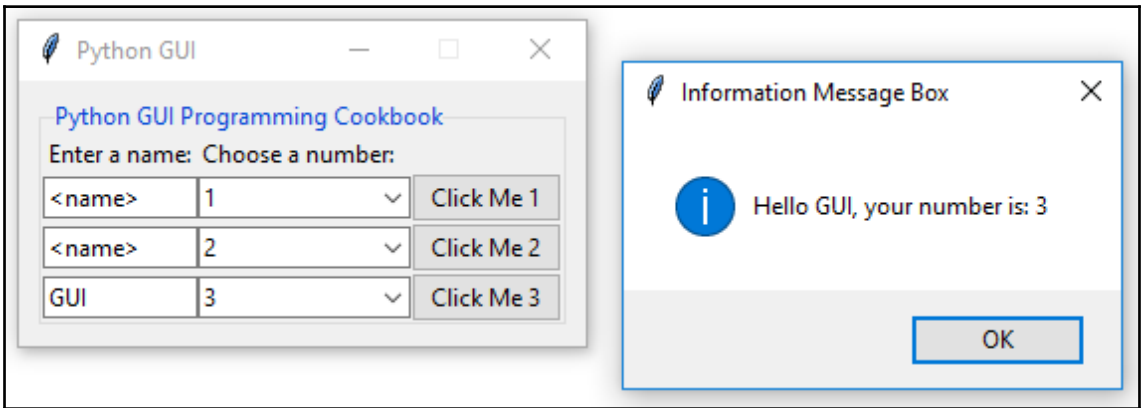 Python GUI
Python GUI Programming Cookbook
Enter a name: Choose a number:
<name> 1 Click Me 1
<name> 2 Click Me 2
GUI 3 Click Me 3
Information Message Box
i
Hello GUI, your number is: 3
OK